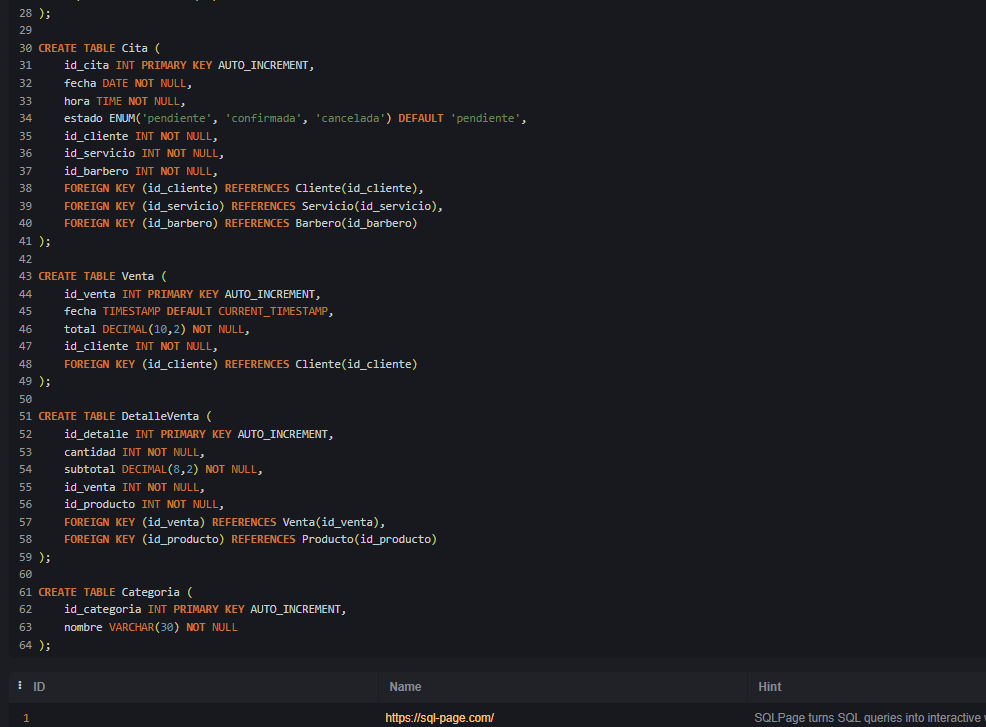 28 );
29
30 CREATE TABLE Cita (
31 id_cita INT PRIMARY KEY AUTO_INCREMENT,
32 fecha DATE NOT NULL,
33 hora TIME NOT NULL,
34 estado ENUM('pendiente', 'confirmada', 'cancelada') DEFAULT 'pendiente',
35 id_cliente INT NOT NULL,
36 id_servicio INT NOT NULL,
37 id_barbero INT NOT NULL,
38 FOREIGN KEY (id_cliente) REFERENCES Cliente(id_cliente),
39 FOREIGN KEY (id_servicio) REFERENCES Servicio(id_servicio),
40 FOREIGN KEY (id_barbero) REFERENCES Barbero(id_barbero)
41 );
42
43 CREATE TABLE Venta (
44 id_venta INT PRIMARY KEY AUTO_INCREMENT,
45 fecha TIMESTAMP DEFAULT CURRENT_TIMESTAMP,
46 total DECIMAL(10,2) NOT NULL,
47 id_cliente INT NOT NULL,
48 FOREIGN KEY (id_cliente) REFERENCES Cliente(id_cliente)
49 );
50
51 CREATE TABLE DetalleVenta (
52 id_detalle INT PRIMARY KEY AUTO_INCREMENT,
53 cantidad INT NOT NULL,
54 subtotal DECIMAL(8,2) NOT NULL,
55 id_venta INT NOT NULL,
56 id_producto INT NOT NULL,
57 FOREIGN KEY (id_venta) REFERENCES Venta(id_venta),
58 FOREIGN KEY (id_producto) REFERENCES Producto(id_producto)
59 );
60
61 CREATE TABLE Categoria (
62 id_categoria INT PRIMARY KEY AUTO_INCREMENT,
63 nombre VARCHAR(30) NOT NULL
64 );
ID Name Hint
1 https://sql-page.com/ SQLPage turns SQL queries into interactive